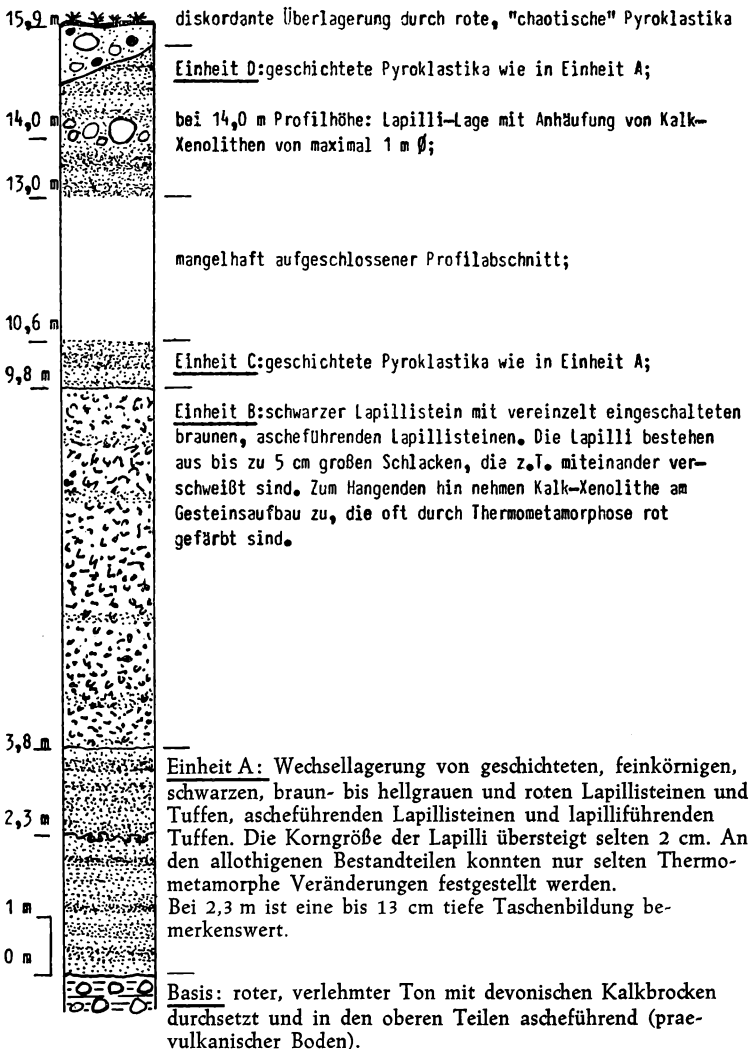 15,9 m diskordante Überlagerung durch rote, "chaotische" Pyroklastika
Einheit D:geschichtete Pyroklastika wie in Einheit A;
14,0 m bei 14,0 m Profilhöhe: Lapilli-Lage mit Anhäufung von Kalk-
Xenolithen von maximal 1 m Ø;
13,0 m
mangelhaft aufgeschlossener Profilabschnitt;
10,6 m
Einheit C:geschichtete Pyroklastika wie in Einheit A;
9,8 m
Einheit B:schwarzer Lapillistein mit vereinzelt eingeschalteten
braunen, ascheführenden Lapillisteinen. Die Lapilli bestehen
aus bis zu 5 cm großen Schlacken, die z.T. miteinander ver-
schweißt sind. Zum Hangenden hin nehmen Kalk-Xenolithe am
Gesteinsaufbau zu, die oft durch Thermometamorphose rot
gefärbt sind.
3,8 m
Einheit A: Wechsellagerung von geschichteten, feinkörnigen,
schwarzen, braun- bis hellgrauen und roten Lapillisteinen und
2,3 m Tuffen, ascheführenden Lapillisteinen und lapilliführenden
Tuffen. Die Korngröße der Lapilli übersteigt selten 2 cm. An
den allothigenen Bestandteilen konnten nur selten Thermo-
metamorphe Veränderungen festgestellt werden.
1 m Bei 2,3 m ist eine bis 13 cm tiefe Taschenbildung be-
merkenswert.
0 m
Basis: roter, verlehmter Ton mit devonischen Kalkbrocken
durchsetzt und in den oberen Teilen ascheführend (prae-
vulkanischer Boden).